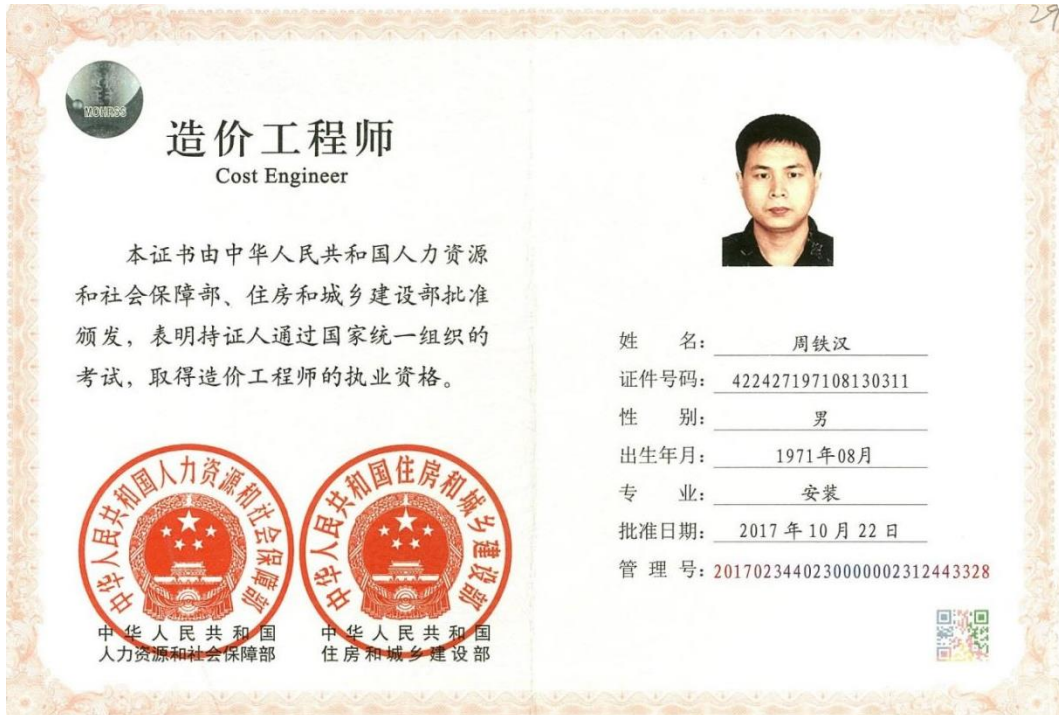 29
MOHRSS
造价工程师
Cost Engineer
本证书由中华人民共和国人力资源
和社会保障部、住房和城乡建设部批准
颁发，表明持证人通过国家统一组织的
考试，取得造价工程师的执业资格。
中华人民共和国人力资源和社会保障部
中华人民共和国
人力资源和社会保障部
中华人民共和国住房和城乡建设部
中华人民共和国
住房和城乡建设部
姓 名： 周铁汉
证件号码： 422427197108130311
性 别： 男
出生年月： 1971年08月
专 业： 安装
批准日期： 2017 年 10 月 22 日
管 理 号： 2017023440230000002312443328